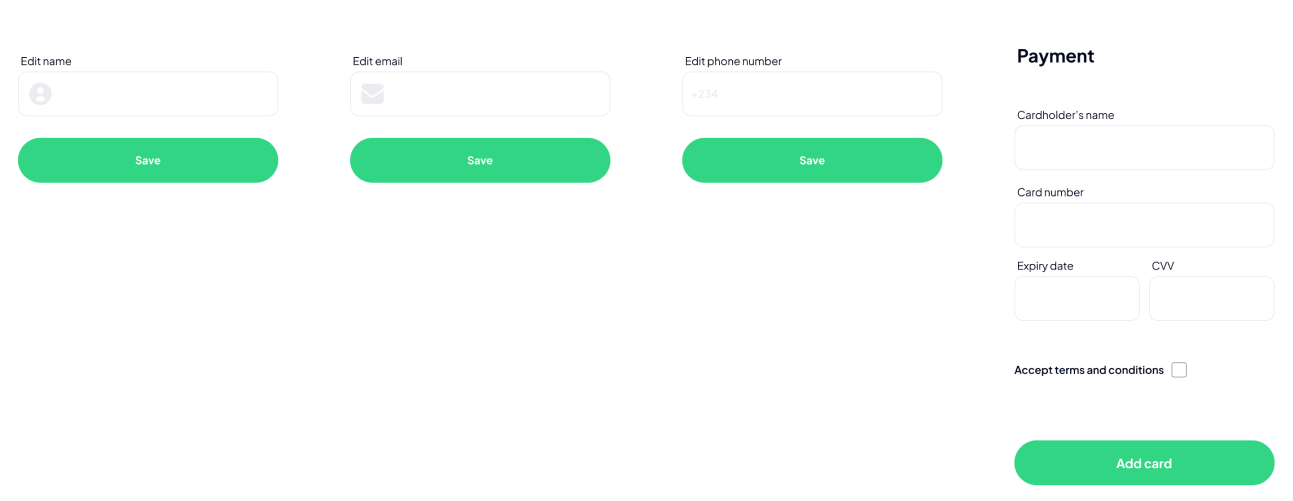 Edit name
Save
Edit email
Save
Edit phone number
+234
Save
Payment
Cardholder's name
Card number
Expiry date
CVV
Accept terms and conditions
Add card